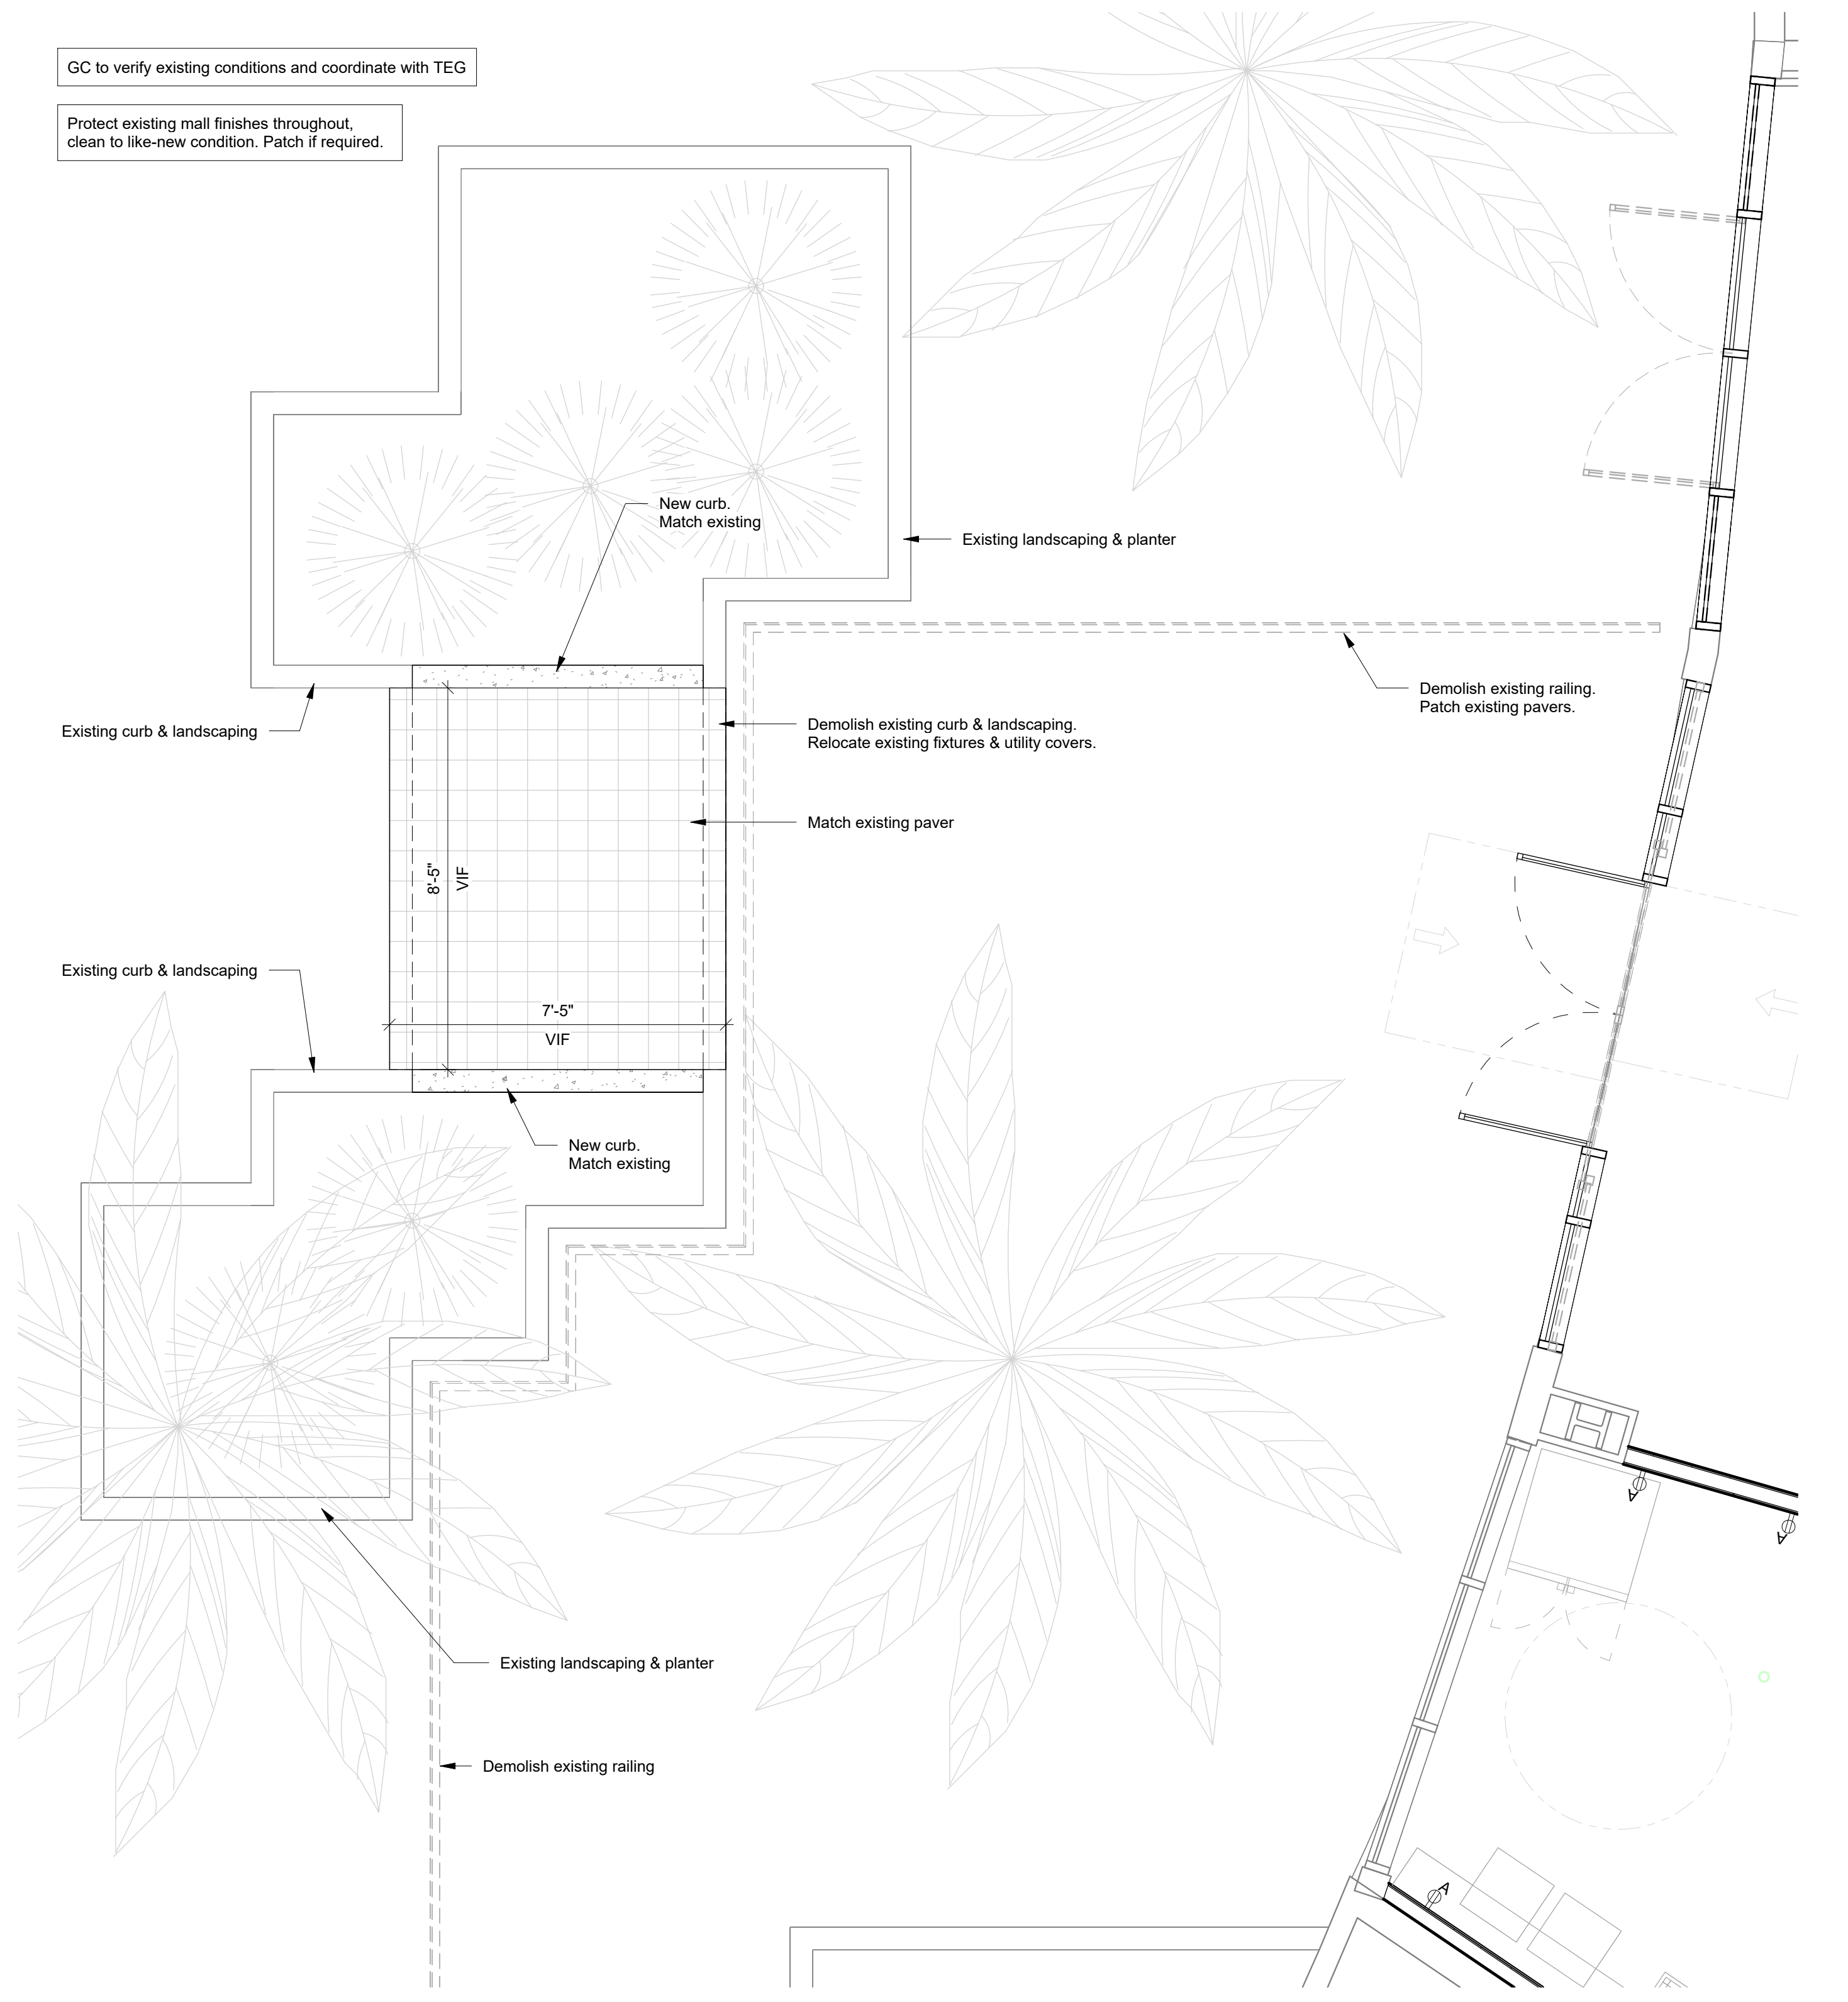 GC to verify existing conditions and coordinate with TEG
Protect existing mall finishes throughout,
clean to like-new condition. Patch if required.
New curb.
Match existing
Existing landscaping & planter
Demolish existing railing.
Patch existing pavers.
Existing curb & landscaping
Demolish existing curb & landscaping.
Relocate existing fixtures & utility covers.
Match existing paver
8'-5"
VIF
Existing curb & landscaping
7'-5"
VIF
New curb.
Match existing
A
A
Existing landscaping & planter
Demolish existing railing
A